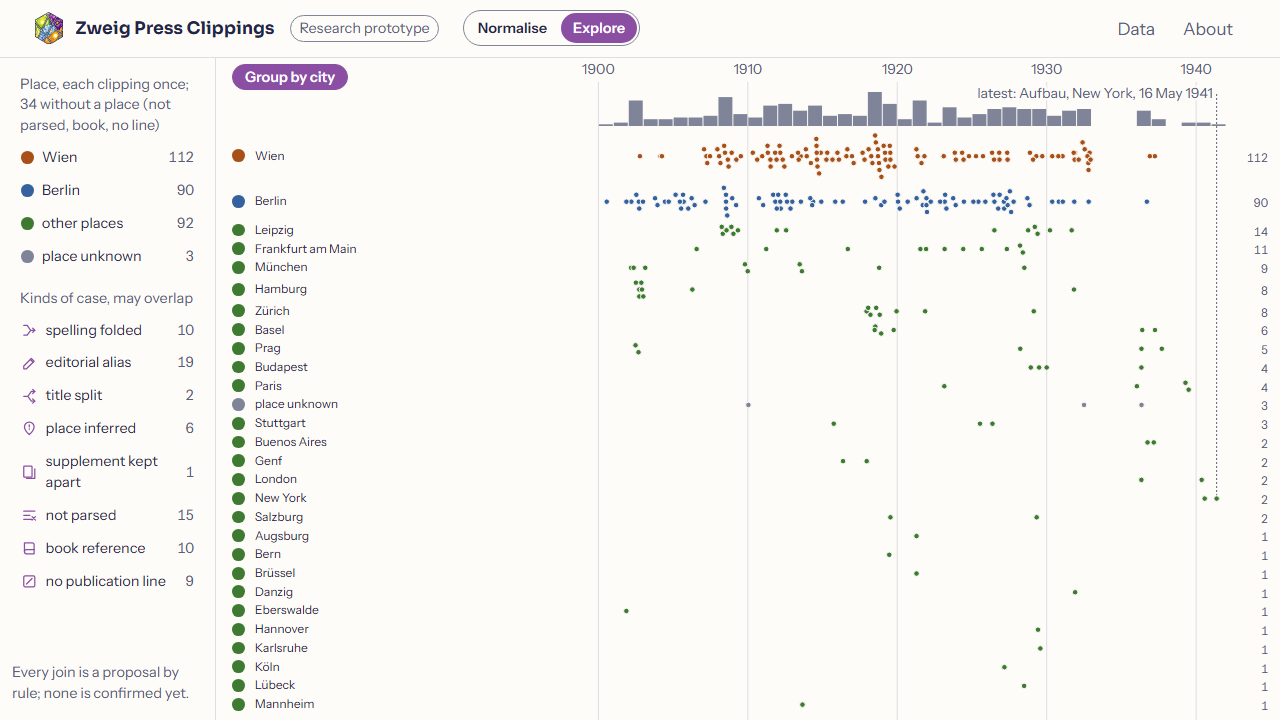 Zweig Press Clippings
Research prototype
Normalise
Explore
Data
About
Place, each clipping once;
34 without a place (not
parsed, book, no line)
Wien 112
Berlin 90
other places 92
place unknown 3
Kinds of case, may overlap
spelling folded 10
editorial alias 19
title split 2
place inferred 6
supplement kept
apart 1
not parsed 15
book reference 10
no publication line 9
Every join is a proposal by
rule; none is confirmed yet.
Group by city
1900 1910 1920 1930 1940
latest: Aufbau, New York, 16 May 1941
Wien 112
Berlin 90
Leipzig 14
Frankfurt am Main 11
München 9
Hamburg 8
Zürich 8
Basel 6
Prag 5
Budapest 4
Paris 4
place unknown 3
Stuttgart 3
Buenos Aires 2
Genf 2
London 2
New York 2
Salzburg 2
Augsburg 1
Bern 1
Brüssel 1
Danzig 1
Eberswalde 1
Hannover 1
Karlsruhe 1
Köln 1
Lübeck 1
Mannheim 1